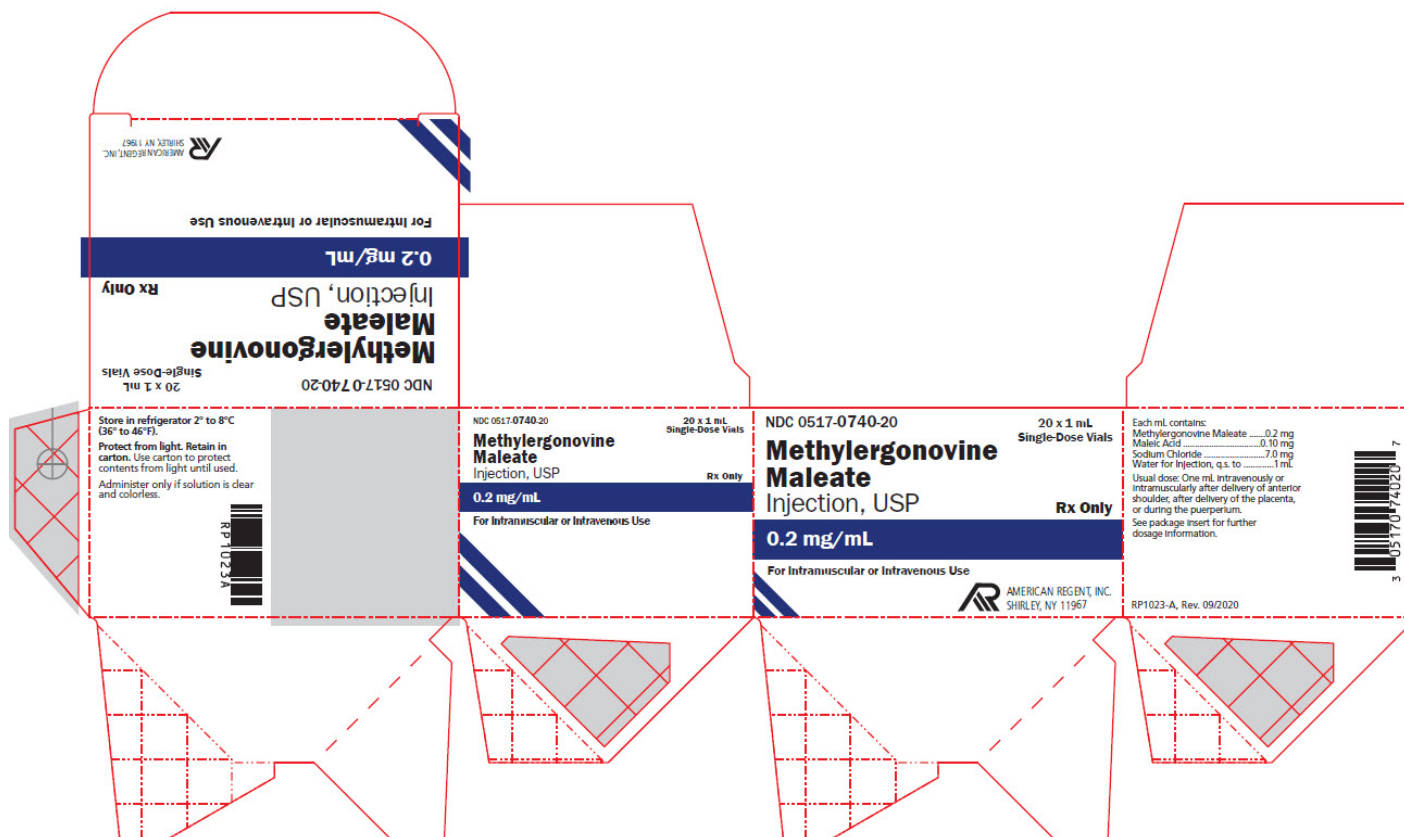 AMERICAN REGENT, INC.
SHIRLEY, NY 11967
For Intramuscular or Intravenous Use
0.2 mg/mL
Rx Only
Injection, USP
Maleate
Methylergonovine
20 x 1 mL
Single-Dose Vials
NDC 0517-0740-20
Store in refrigerator 2° to 8°C
(36° to 46°F).
Protect from light. Retain in
carton. Use carton to protect
contents from light until used.
Administer only if solution is clear
and colorless.
RP1023A
NDC 0517-0740-20
20 x 1 mL
Single-Dose Vials
Methylergonovine
Maleate
Injection, USP
Rx Only
0.2 mg/mL
For Intramuscular or Intravenous Use
NDC 0517-0740-20
20 x 1 mL
Single-Dose Vials
Methylergonovine
Maleate
Injection, USP
Rx Only
0.2 mg/mL
For Intramuscular or Intravenous Use
AMERICAN REGENT, INC.
SHIRLEY, NY 11967
Each mL contains:
Methylergonovine Maleate ......0.2 mg
Maleic Acid ................................0.10 mg
Sodium Chloride .........................7.0 mg
Water for Injection, q.s. to ............1 mL
Usual dose: One mL intravenously or
intramuscularly after delivery of anterior
shoulder, after delivery of the placenta,
or during the puerperium.
See package insert for further
dosage information.
RP1023-A, Rev. 09/2020
3 05170 74020 7